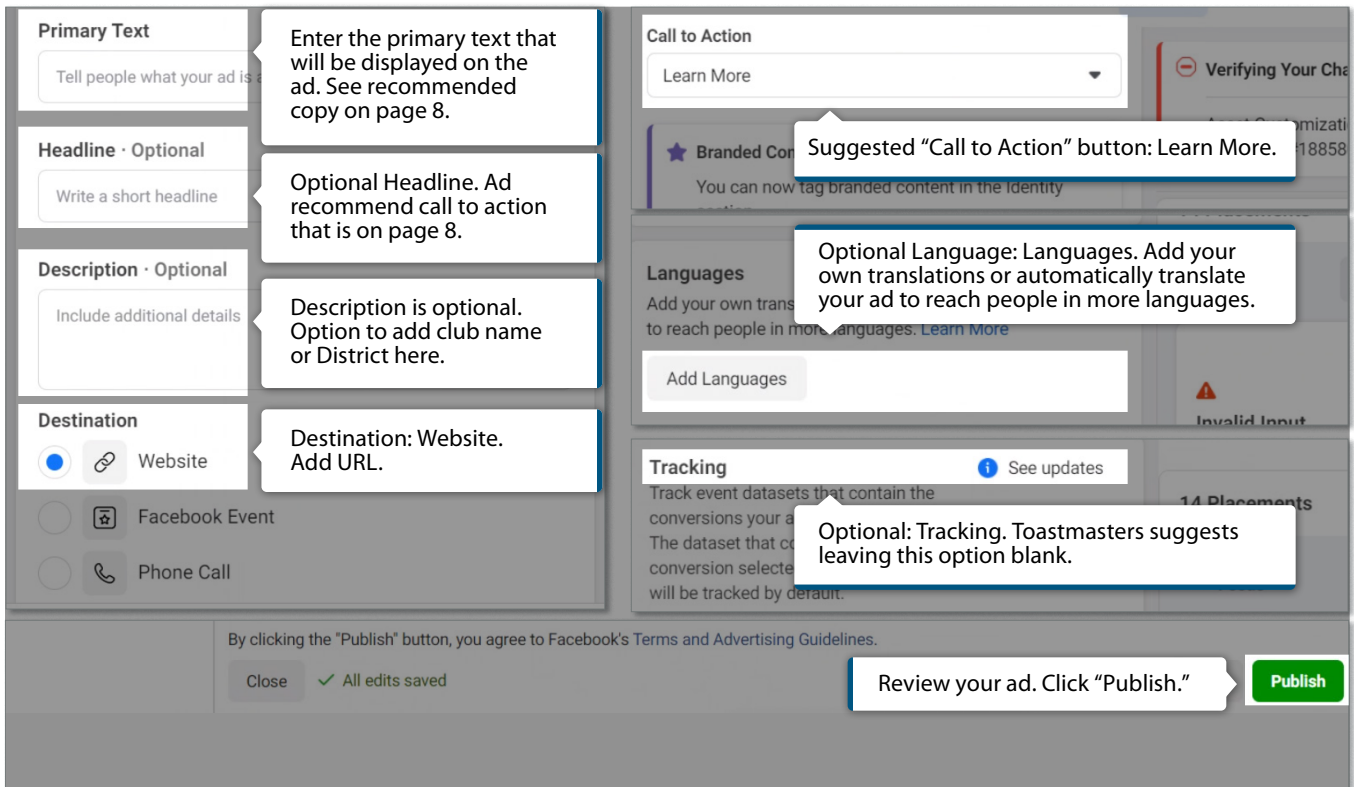 Primary Text
Tell people what your ad is a
Enter the primary text that
will be displayed on the
ad. See recommended
copy on page 8.
Headline · Optional
Write a short headline
Optional Headline. Ad
recommend call to action
that is on page 8.
Description · Optional
Include additional details
Description is optional.
Option to add club name
or District here.
Destination
Website
Destination: Website.
Add URL.
Facebook Event
Phone Call
Call to Action
Learn More
Suggested “Call to Action” button: Learn More.
Branded Con
You can now tag branded content in the Identity
Verifying Your Cha
#18858
Optional Language: Languages. Add your
own translations or automatically translate
your ad to reach people in more languages.
Languages
Add your own trans
to reach people in more languages. Learn More
Add Languages
Invalid Input
Tracking
See updates
Track event datasets that contain the
conversions your a
The dataset that co
conversion selecte
will be tracked by default.
Optional: Tracking. Toastmasters suggests
leaving this option blank.
14 Placements
By clicking the "Publish" button, you agree to Facebook's Terms and Advertising Guidelines.
Close
All edits saved
Review your ad. Click “Publish.”
Publish